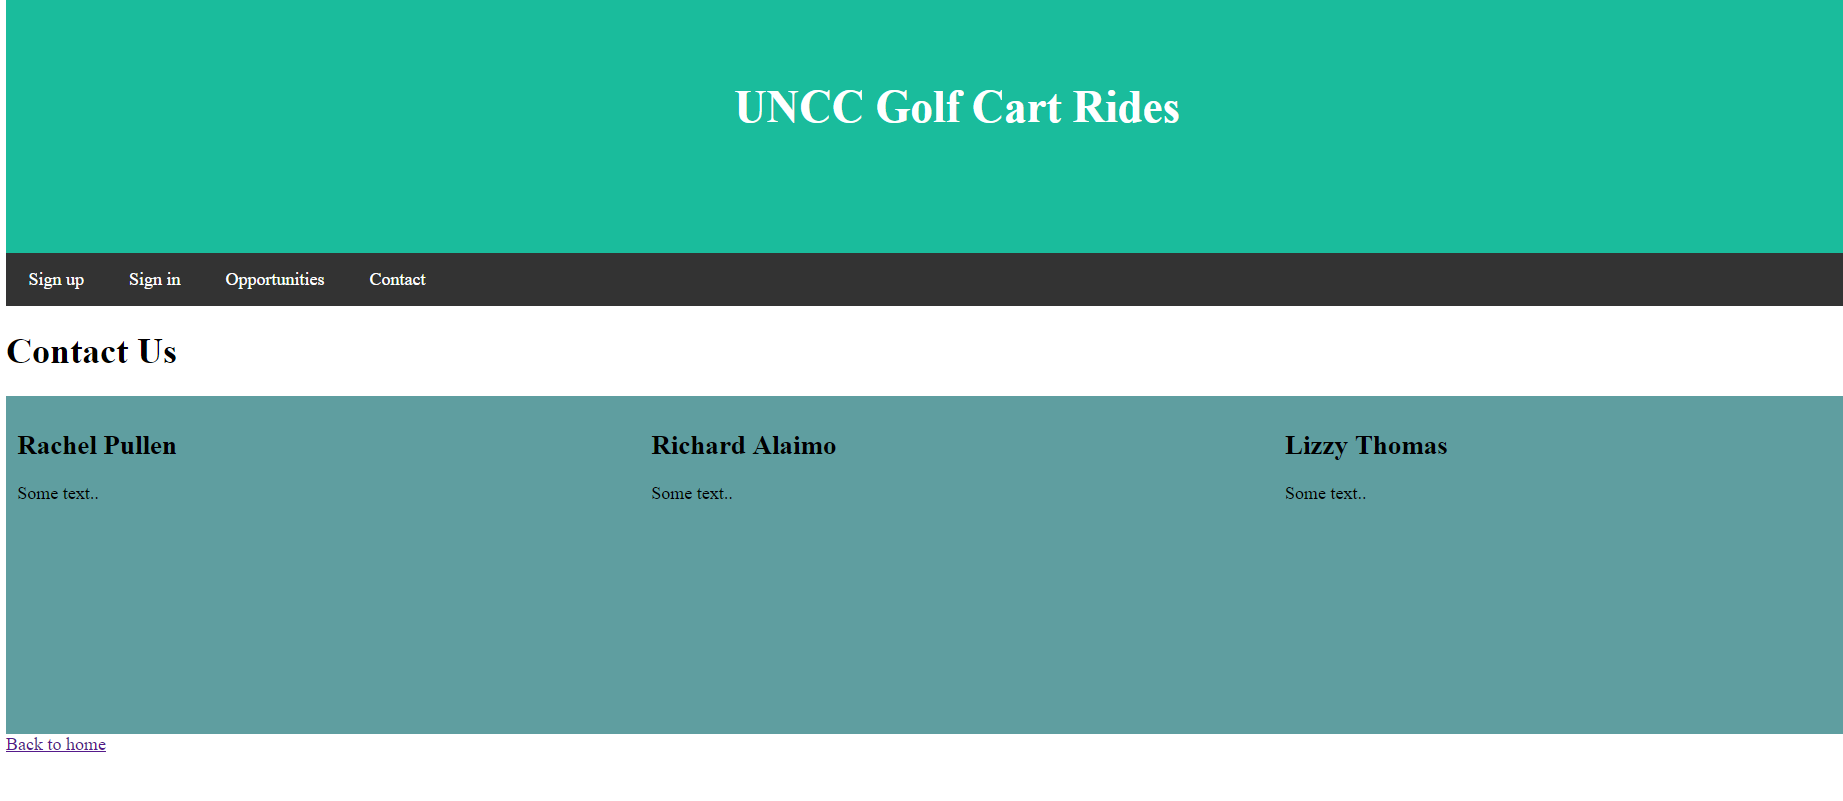 UNCC Golf Cart Rides
Sign up Sign in Opportunities Contact
Contact Us
Rachel Pullen Richard Alaimo Lizzy Thomas
Some text.. Some text.. Some text..
Back to home